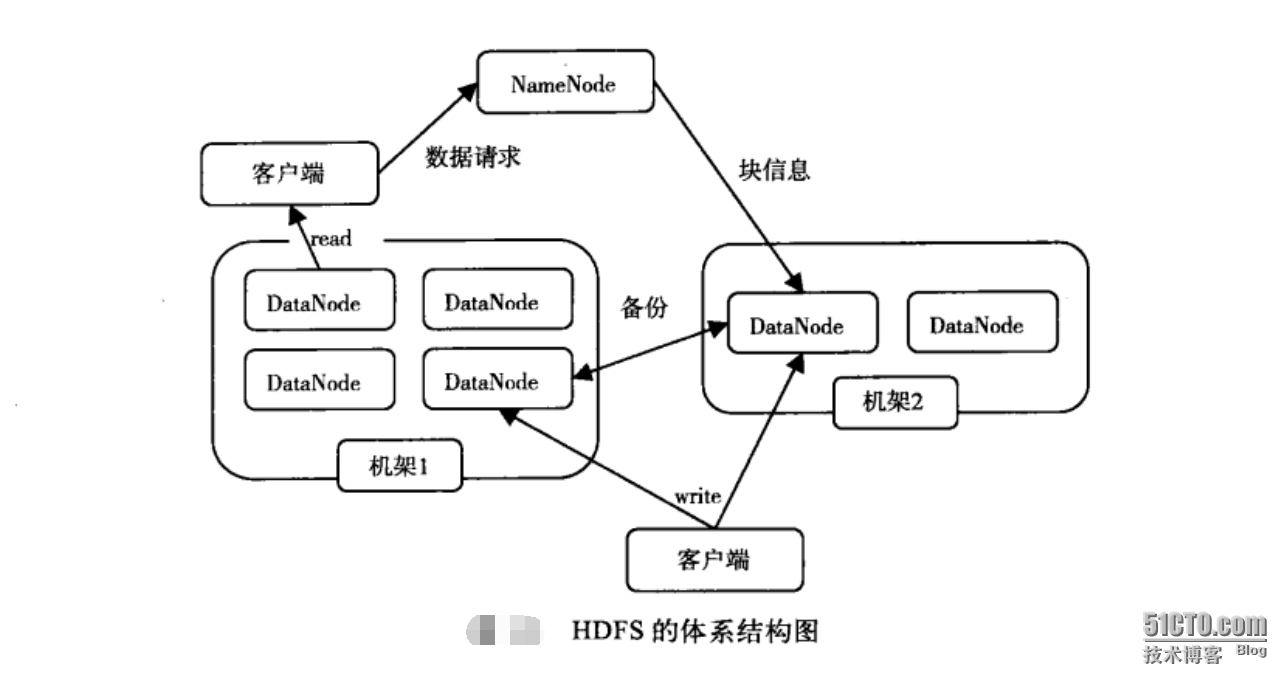 NameNode
客户端
数据请求
块信息
read
DataNode
DataNode
DataNode
DataNode
机架1
备份
DataNode
DataNode
机架2
write
客户端
HDFS 的体系结构图
51CTO.com
技术博客 Blog